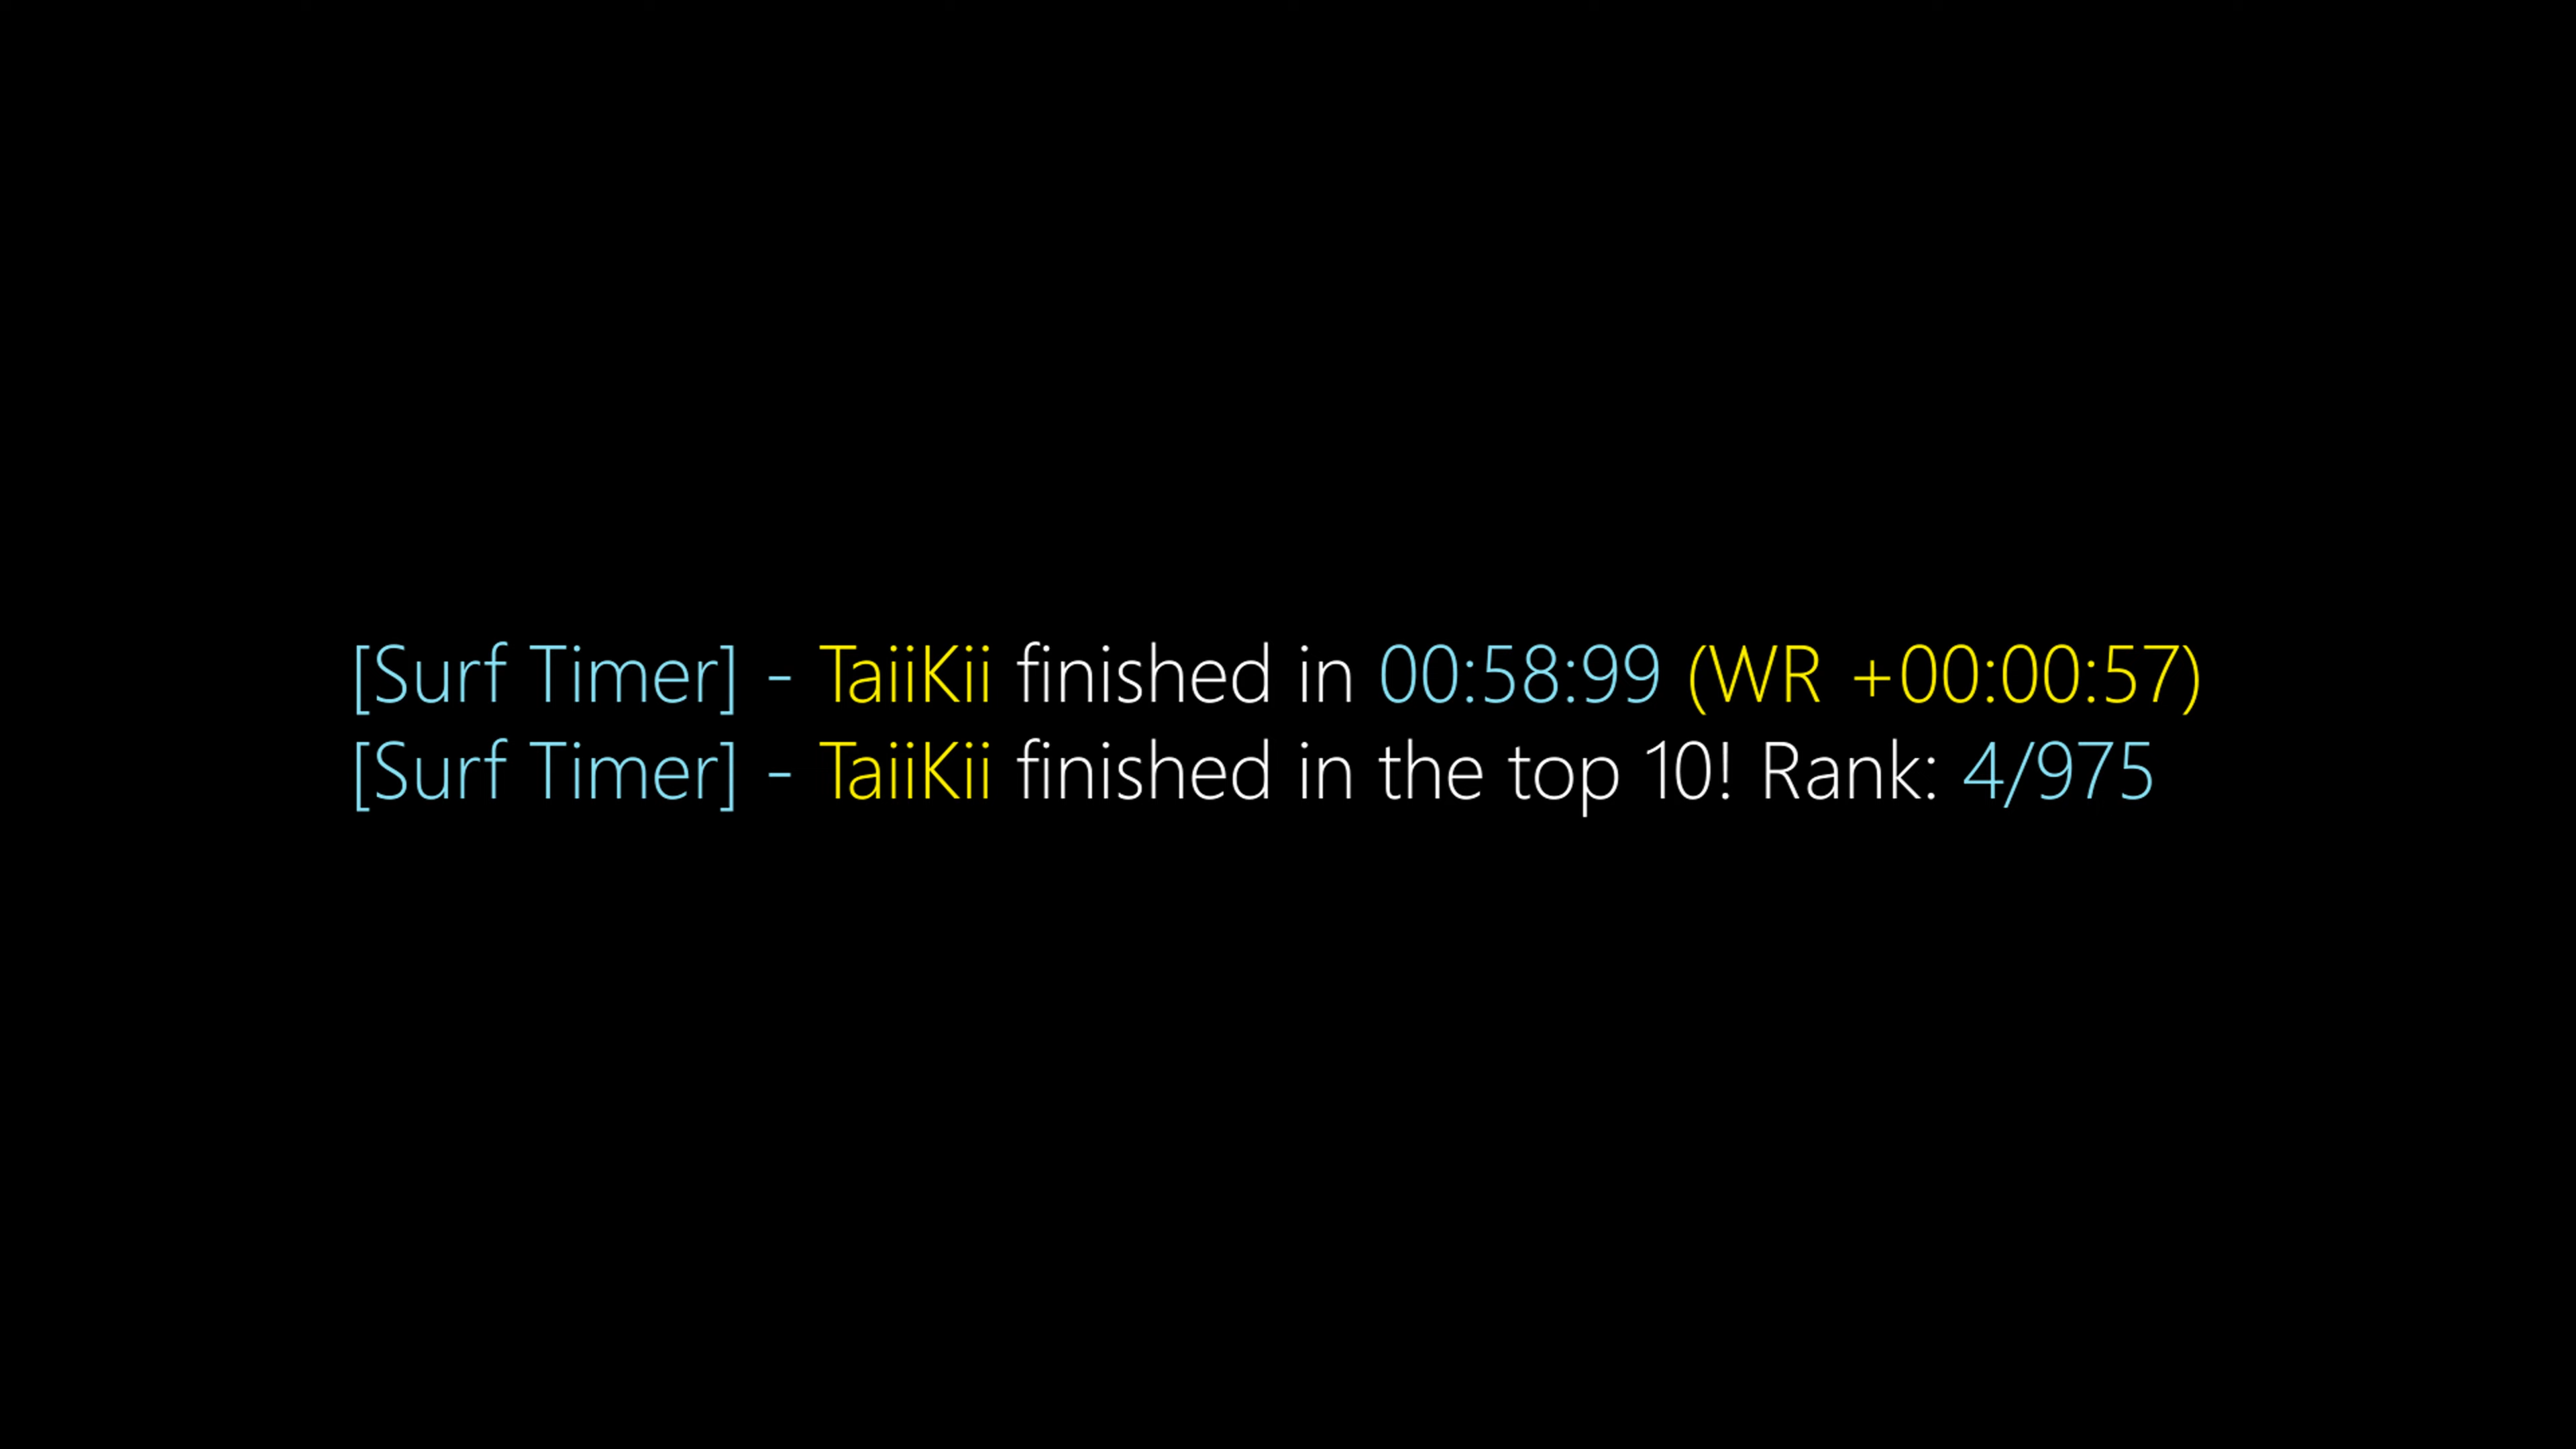 [Surf Timer] - TaiiKii finished in 00:58:99 (WR +00:00:57)
[Surf Timer] - TaiiKii finished in the top 10! Rank: 4/975